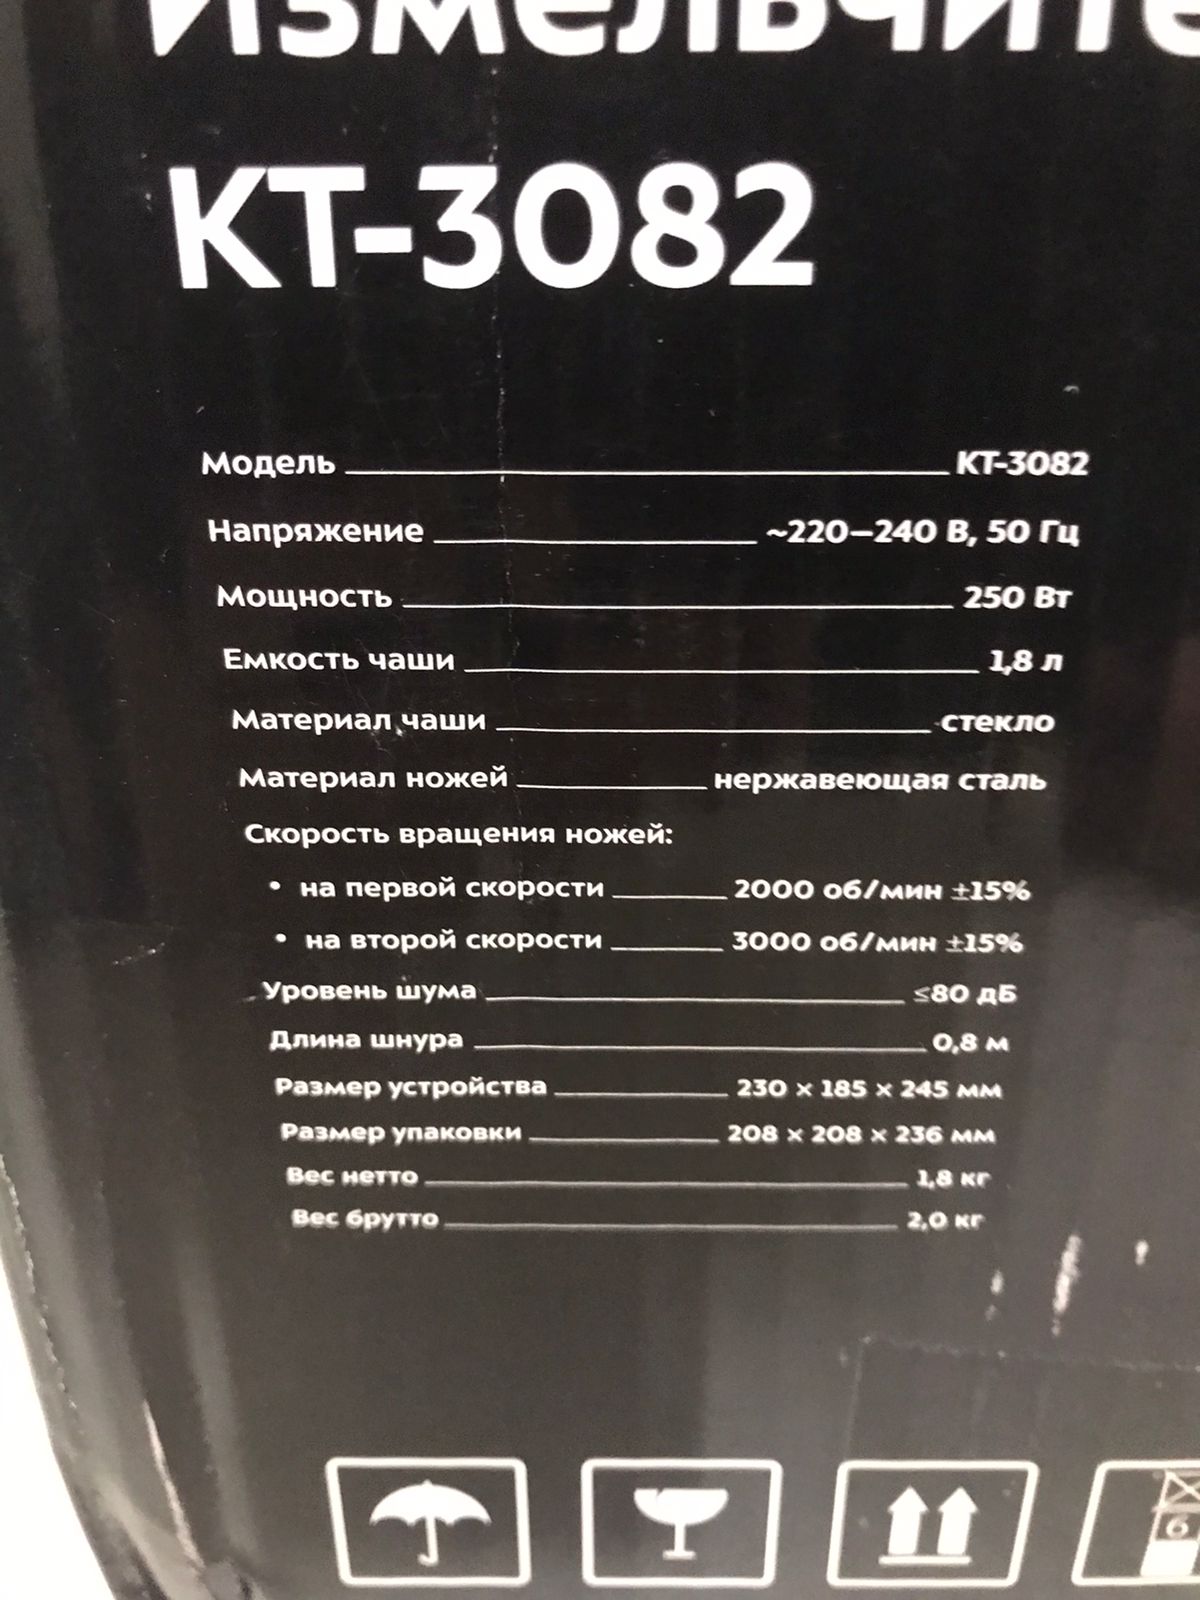 КТ-3082
Модель КТ-3082
Напряжение ~220–240 В, 50 Гц
Мощность 250 Вт
Емкость чаши 1,8 л
Материал чаши стекло
Материал ножей нержавеющая сталь
Скорость вращения ножей:
• на первой скорости 2000 об/мин ±15%
• на второй скорости 3000 об/мин ±15%
Уровень шума ≤80 дБ
Длина шнура 0,8 м
Размер устройства 230 × 185 × 245 мм
Размер упаковки 208 × 208 × 236 мм
Вес нетто 1,8 кг
Вес брутто 2,0 кг
6